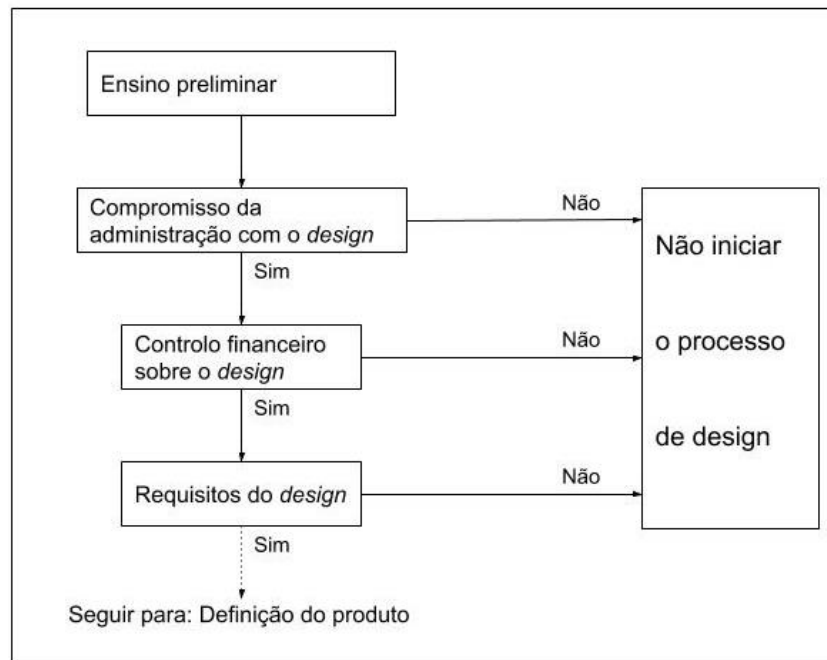 Ensino preliminar
Compromisso da
administração com o design
Não
Sim
Controlo financeiro
sobre o design
Não
Sim
Requisitos do design
Não
Sim
Não iniciar
o processo
de design
Seguir para: Definição do produto